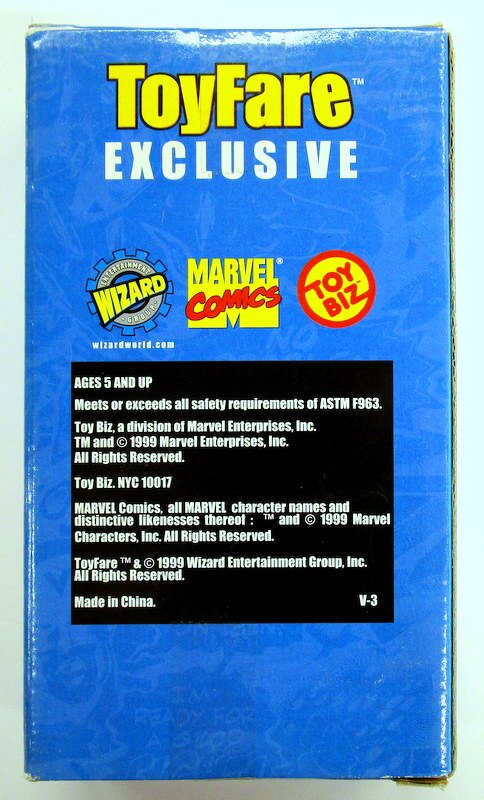 ToyFare™
EXCLUSIVE
ENTERTAINMENT
WIZARD
GROUP
wizardworld.com
MARVEL®
COMICS
M
TOY
BIZ
AGES 5 AND UP
Meets or exceeds all safety requirements of ASTM F963.
Toy Biz, a division of Marvel Enterprises, Inc.
TM and © 1999 Marvel Enterprises, Inc.
All Rights Reserved.
Toy Biz. NYC 10017
MARVEL Comics, all MARVEL character names and
distinctive likenesses thereof : ™ and © 1999 Marvel
Characters, Inc. All Rights Reserved.
ToyFare ™ & © 1999 Wizard Entertainment Group, Inc.
All Rights Reserved.
Made in China. V-3
READY FOR
A GOOD